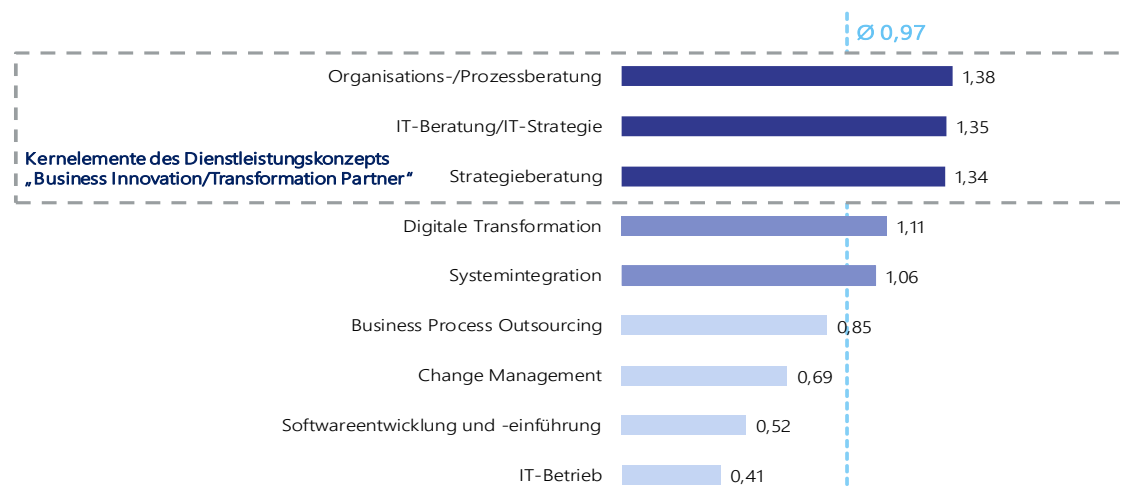 Ø 0,97
Organisations-/Prozessberatung 1,38
IT-Beratung/IT-Strategie 1,35
Kernelemente des Dienstleistungskonzepts
„Business Innovation/Transformation Partner“
Strategieberatung 1,34
Digitale Transformation 1,11
Systemintegration 1,06
Business Process Outsourcing 0,85
Change Management 0,69
Softwareentwicklung und -einführung 0,52
IT-Betrieb 0,41